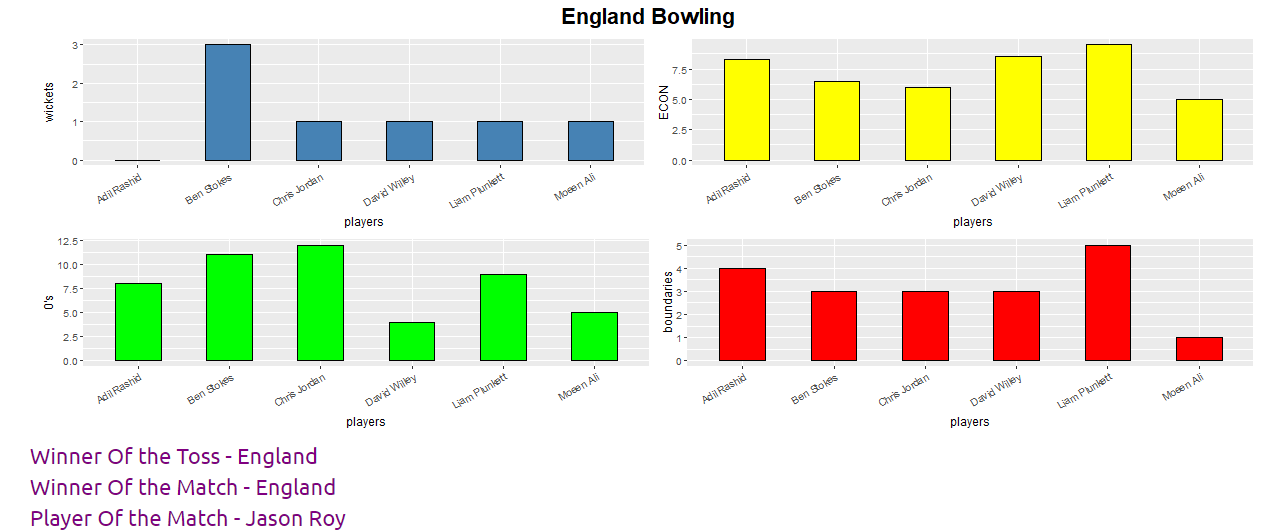 England Bowling
wickets
3
2
1
0
Adil Rashid
Ben Stokes
Chris Jordan
David Willey
Liam Plunkett
Moeen Ali
players
ECON
7.5
5.0
2.5
0.0
Adil Rashid
Ben Stokes
Chris Jordan
David Willey
Liam Plunkett
Moeen Ali
players
0's
12.5
10.0
7.5
5.0
2.5
0.0
Adil Rashid
Ben Stokes
Chris Jordan
David Willey
Liam Plunkett
Moeen Ali
players
boundaries
5
4
3
2
1
0
Adil Rashid
Ben Stokes
Chris Jordan
David Willey
Liam Plunkett
Moeen Ali
players
Winner Of the Toss - England
Winner Of the Match - England
Player Of the Match - Jason Roy